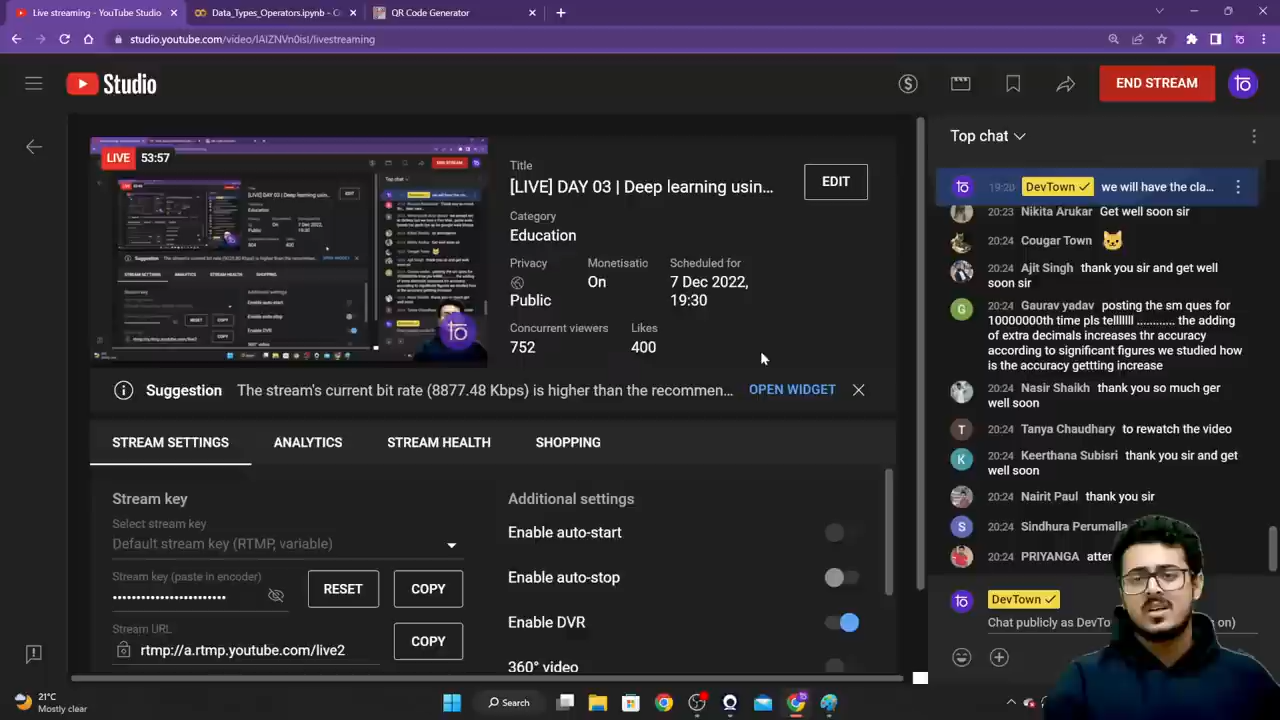 Live streaming - YouTube Studio
Data_Types_Operators.ipynb - C
QR Code Generator
studio.youtube.com/video/lAIZNVn0isI/livestreaming
Studio
END STREAM
LIVE 53:57
Title
[LIVE] DAY 03 | Deep learning usin...
EDIT
Category
Education
Privacy
Public
Monetisatic
On
Scheduled for
7 Dec 2022,
19:30
Concurrent viewers
752
Likes
400
Suggestion The stream's current bit rate (8877.48 Kbps) is higher than the recommen...
OPEN WIDGET
STREAM SETTINGS
ANALYTICS
STREAM HEALTH
SHOPPING
Stream key
Select stream key
Default stream key (RTMP, variable)
Stream key (paste in encoder)
RESET
COPY
Stream URL
rtmp://a.rtmp.youtube.com/live2
COPY
Additional settings
Enable auto-start
Enable auto-stop
Enable DVR
360° video
Top chat
19:20 DevTown we will have the cla...
20:23 Nikita Arukar Get well soon sir
20:24 Cougar Town
20:24 Ajit Singh thank you sir and get well
soon sir
20:24 Gaurav yadav posting the sm ques for
10000000th time pls telllllll ............ the adding
of extra decimals increases thr accuracy
according to significant figures we studied how
is the accuracy gettting increase
20:24 Nasir Shaikh thank you so much ger
well soon
20:24 Tanya Chaudhary to rewatch the video
20:24 Keerthana Subisri thank you sir and get
well soon
20:24 Nairit Paul thank you sir
20:24 Sindhura Perumalla
20:24 PRIYANGA atter
DevTown
Chat publicly as DevTo
on)
21°C
Mostly clear
Search